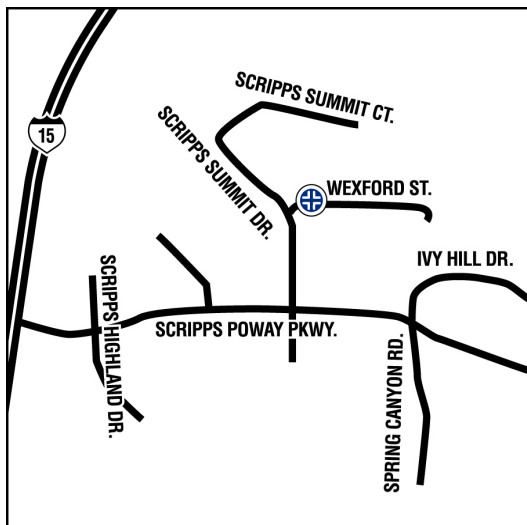 SCRIPPS SUMMIT CT.
15
SCRIPPS SUMMIT DR.
WEXFORD ST.
IVY HILL DR.
SCRIPPS HIGHLAND DR.
SCRIPPS POWAY PKWY.
SPRING CANYON RD.